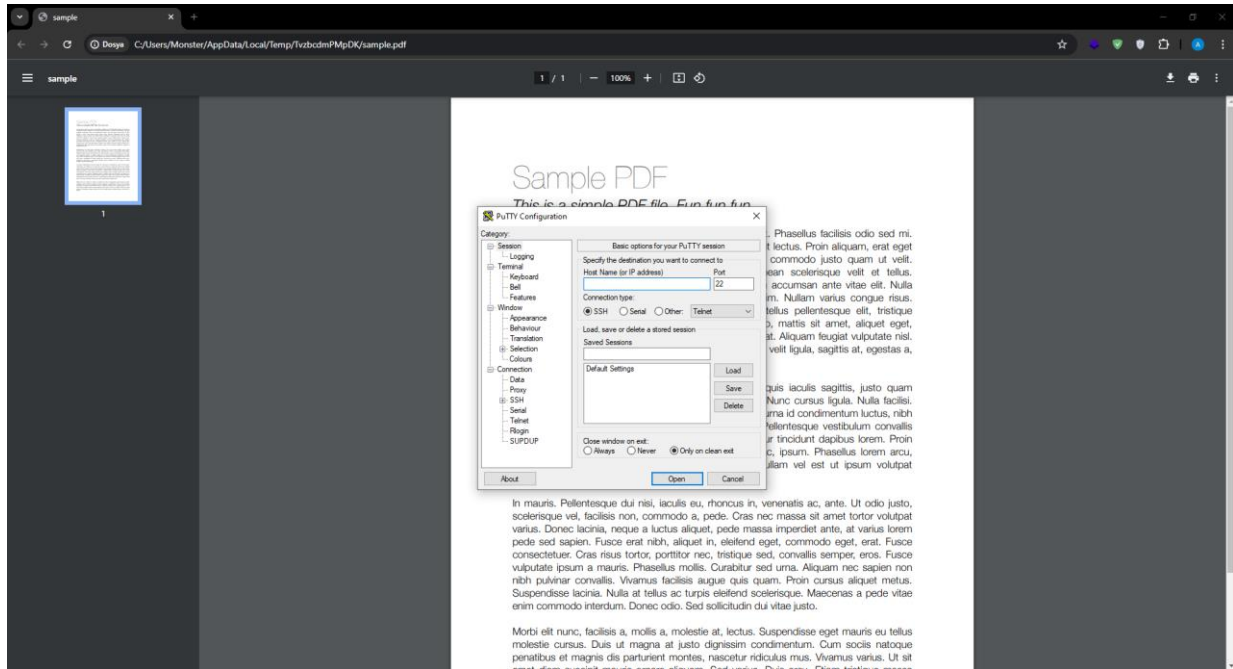 sample
Dosya
C:/Users/Monster/AppData/Local/Temp/TvzbcdmPMpDK/sample.pdf
sample
1 / 1
100%
1
Sample PDF
This is a simple PDF file. Fun fun fun.
PuTTY Configuration
Category:
Session
Logging
Terminal
Keyboard
Bell
Features
Window
Appearance
Behaviour
Translation
Selection
Colours
Connection
Data
Proxy
SSH
Serial
Telnet
Rlogin
SUPDUP
Basic options for your PuTTY session
Specify the destination you want to connect to
Host Name (or IP address)
Port
22
Connection type:
SSH
Serial
Other:
Telnet
Load, save or delete a stored session
Saved Sessions
Default Settings
Load
Save
Delete
Close window on exit:
Always
Never
Only on clean exit
About
Open
Cancel
. Phasellus facilisis odio sed mi.
t lectus. Proin aliquam, erat eget
commodo justo quam ut velit.
ean scelerisque velit et tellus.
accumsan ante vitae elit. Nulla
m. Nullam varius congue risus.
tellus pellentesque elit, tristique
mattis sit amet, aliquet eget,
at. Aliquam feugiat vulputate nisl.
velit ligula, sagittis at, egestas a,
quis iaculis sagittis, justo quam
Nunc cursus ligula. Nulla facilisi.
urna id condimentum luctus, nibh
Pellentesque vestibulum convallis
ur tincidunt dapibus lorem. Proin
c, ipsum. Phasellus lorem arcu,
ullam vel est ut ipsum volutpat
In mauris. Pellentesque dui nisi, iaculis eu, rhoncus in, venenatis ac, ante. Ut odio justo,
scelerisque vel, facilisis non, commodo a, pede. Cras nec massa sit amet tortor volutpat
varius. Donec lacinia, neque a luctus aliquet, pede massa imperdiet ante, at varius lorem
pede sed sapien. Fusce erat nibh, aliquet in, eleifend eget, commodo eget, erat. Fusce
consectetuer. Cras risus tortor, porttitor nec, tristique sed, convallis semper, eros. Fusce
vulputate ipsum a mauris. Phasellus mollis. Curabitur sed urna. Aliquam nec sapien non
nibh pulvinar convallis. Vivamus facilisis augue quis quam. Proin cursus aliquet metus.
Suspendisse lacinia. Nulla at tellus ac turpis eleifend scelerisque. Maecenas a pede vitae
enim commodo interdum. Donec odio. Sed sollicitudin dui vitae justo.
Morbi elit nunc, facilisis a, mollis a, molestie at, lectus. Suspendisse eget mauris eu tellus
molestie cursus. Duis ut magna at justo dignissim condimentum. Cum sociis natoque
penatibus et magnis dis parturient montes, nascetur ridiculus mus. Vivamus varius. Ut sit